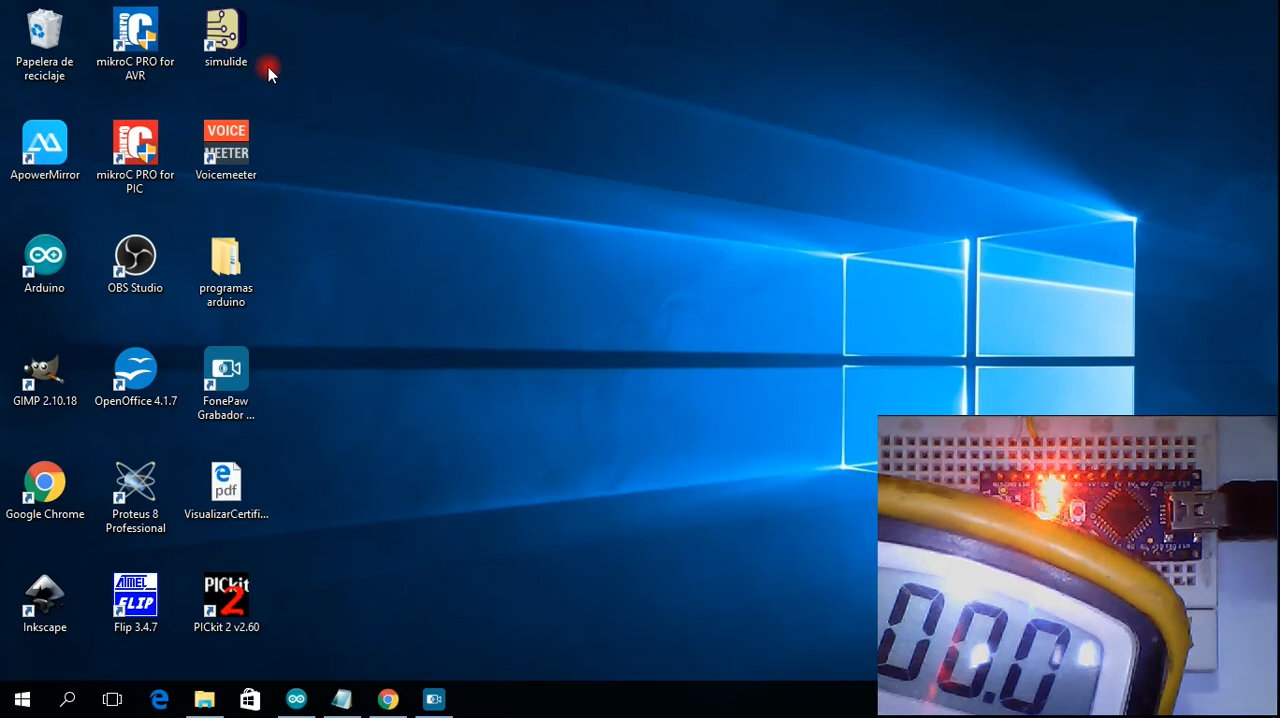 Papelera de
reciclaje
mikroC PRO for
AVR
simulide
ApowerMirror
mikroC PRO for
PIC
VOICE
MEETER
Voicemeeter
Arduino
OBS Studio
programas
arduino
GIMP 2.10.18
OpenOffice 4.1.7
FonePaw
Grabador ...
Google Chrome
Proteus 8
Professional
pdf
VisualizarCertifi...
Inkscape
ATMEL
FLIP
Flip 3.4.7
PICkit
2
PICkit 2 v2.60
00.0